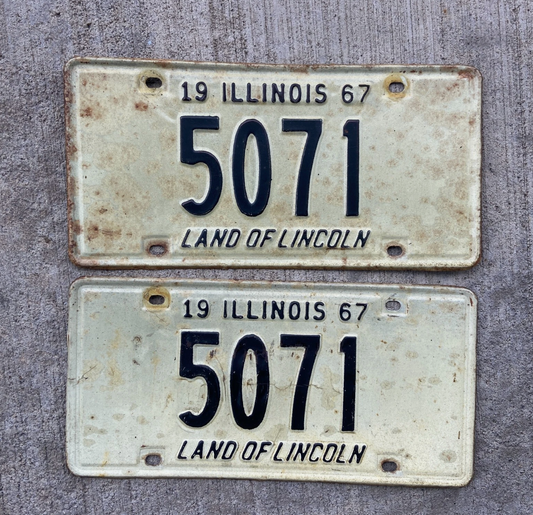 19 ILLINOIS 67
5071
LAND OF LINCOLN
19 ILLINOIS 67
5071
LAND OF LINCOLN